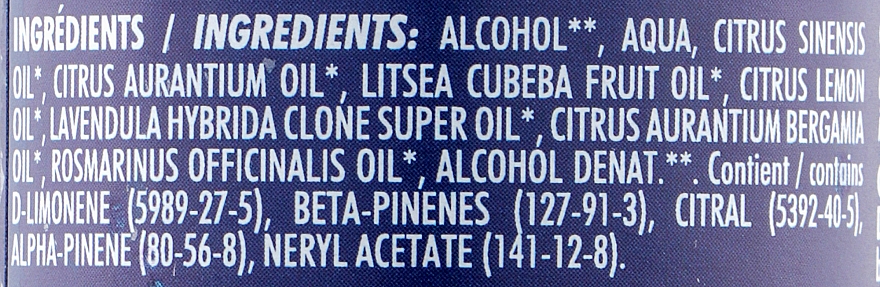 INGRÉDIENTS / INGREDIENTS: ALCOHOL**, AQUA, CITRUS SINENSIS
OIL*, CITRUS AURANTIUM OIL*, LITSEA CUBEBA FRUIT OIL*, CITRUS LEMON
OIL*, LAVENDULA HYBRIDA CLONE SUPER OIL*, CITRUS AURANTIUM BERGAMIA
OIL*, ROSMARINUS OFFICINALIS OIL*, ALCOHOL DENAT.**. Contient / contains
D-LIMONENE (5989-27-5), BETA-PINENES (127-91-3), CITRAL (5392-40-5),
ALPHA-PINENE (80-56-8), NERYL ACETATE (141-12-8).